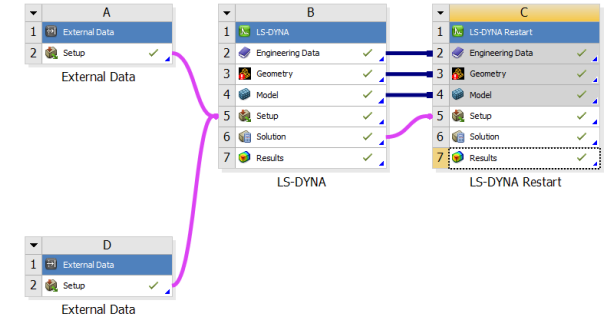 A
1 External Data
2 Setup
External Data
B
1 LS-DYNA
2 Engineering Data
3 Geometry
4 Model
5 Setup
6 Solution
7 Results
LS-DYNA
C
1 LS-DYNA Restart
2 Engineering Data
3 Geometry
4 Model
5 Setup
6 Solution
7 Results
LS-DYNA Restart
D
1 External Data
2 Setup
External Data